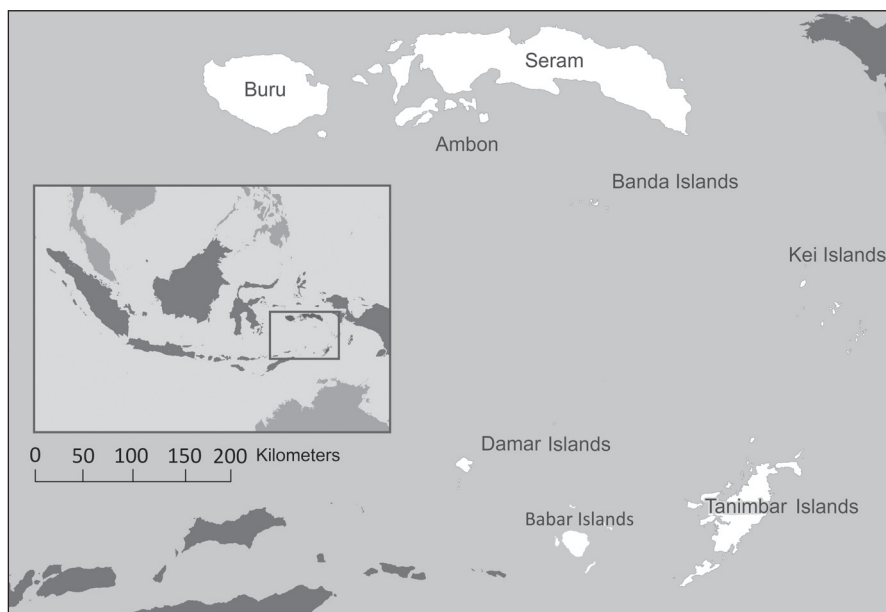 Buru
Seram
Ambon
Banda Islands
Kei Islands
Damar Islands
0 50 100 150 200 Kilometers
Tanimbar Islands
Babar Islands